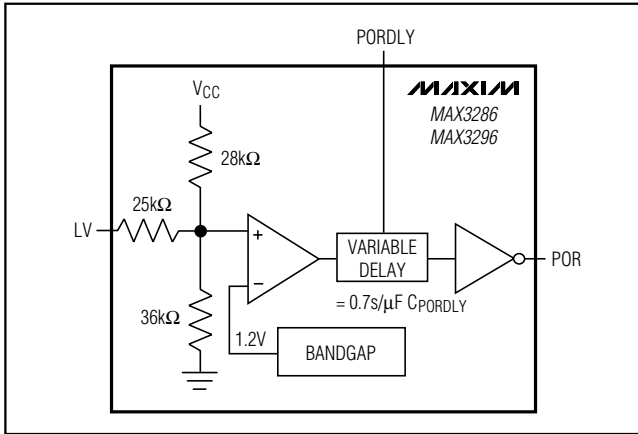 PORDLY
MAXIM
MAX3286
MAX3296
VCC
28kΩ
25kΩ
LV
+
−
VARIABLE
DELAY
POR
= 0.7s/μF CPORDLY
36kΩ
1.2V
BANDGAP